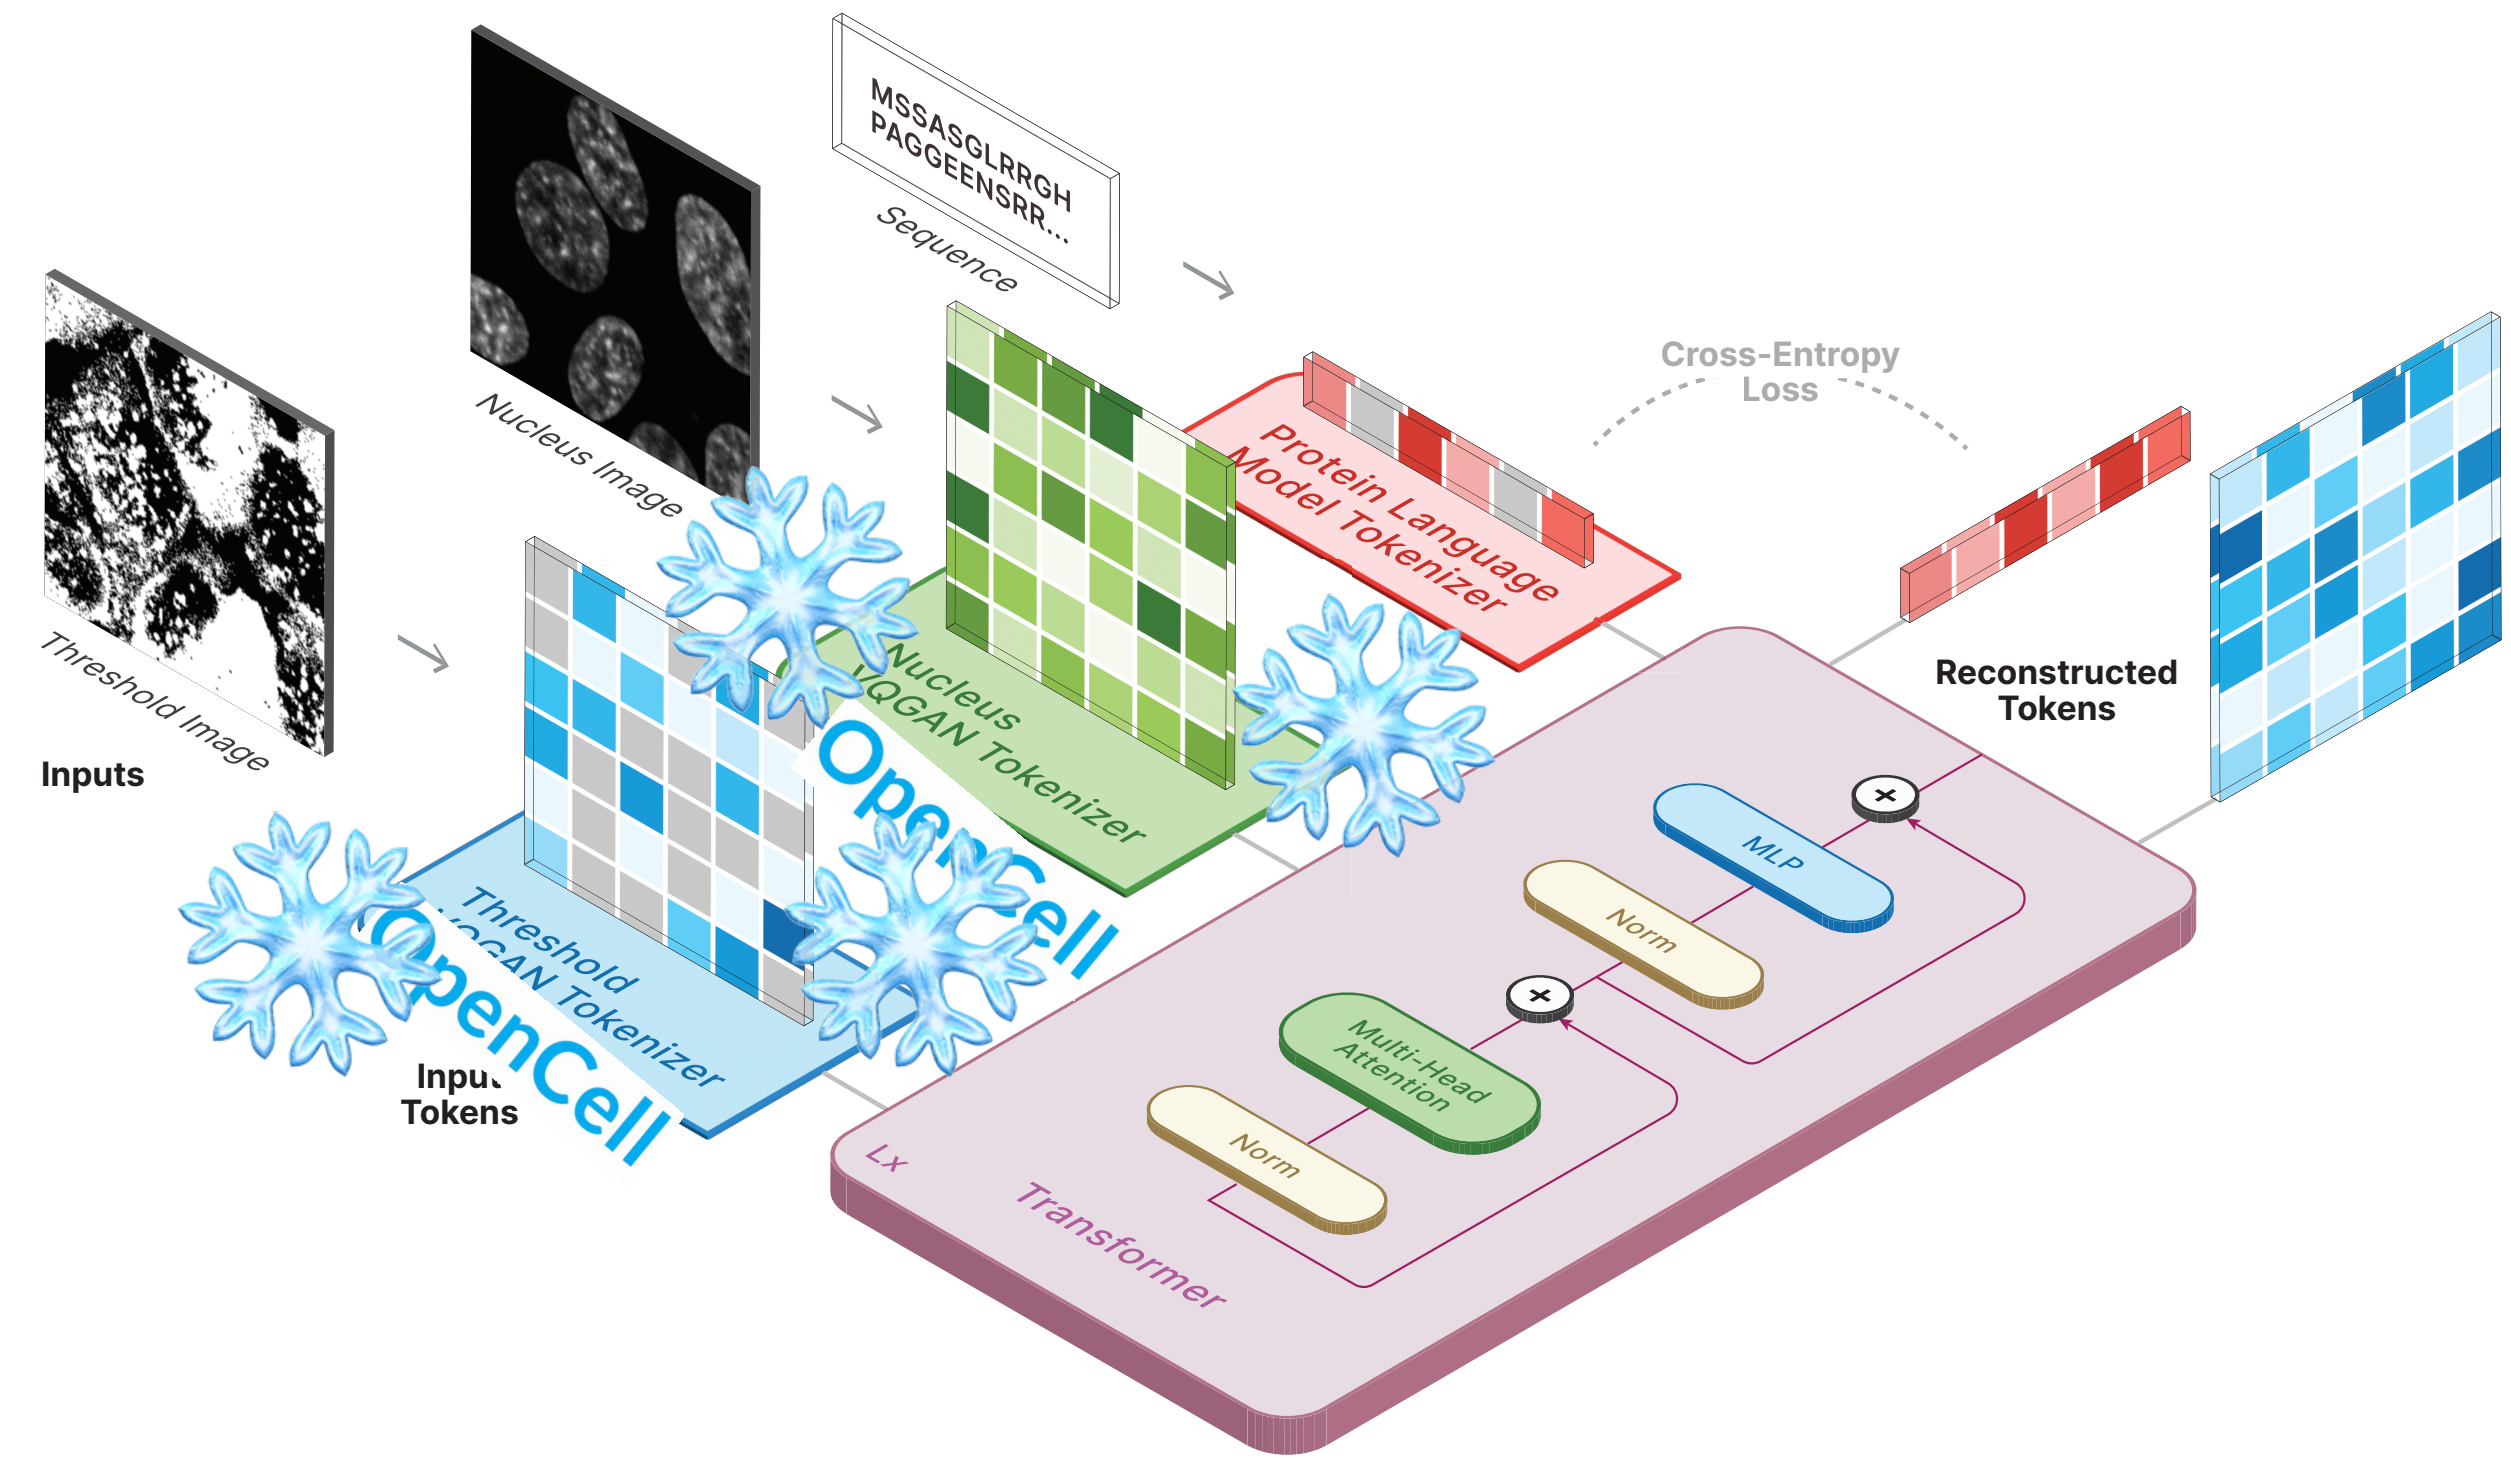 MSSASGLRRGH
PAGGEENSRR...
Sequence
Nucleus Image
Threshold Image
Inputs
Cross-Entropy
Loss
Protein Language
Model Tokenizer
Nucleus
VQGAN Tokenizer
OpenCell
Threshold
VQGAN Tokenizer
OpenCell
Input
Tokens
Reconstructed
Tokens
MLP
Norm
Multi-Head
Attention
Norm
Lx
Transformer